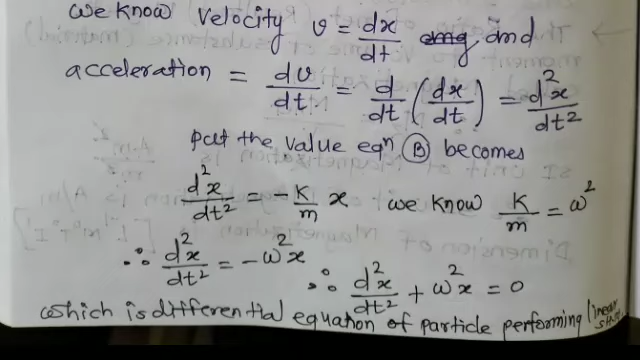 we know velocity v = dx/dt and
acceleration = dv/dt = d/dt (dx/dt) = d²x/dt²
put the value eqⁿ Ⓑ becomes
d²x/dt² = -K/m x we know K/m = ω²
∴ d²x/dt² = -ω²x ∴ d²x/dt² + ω²x = 0
which is differential equation of particle performing linear